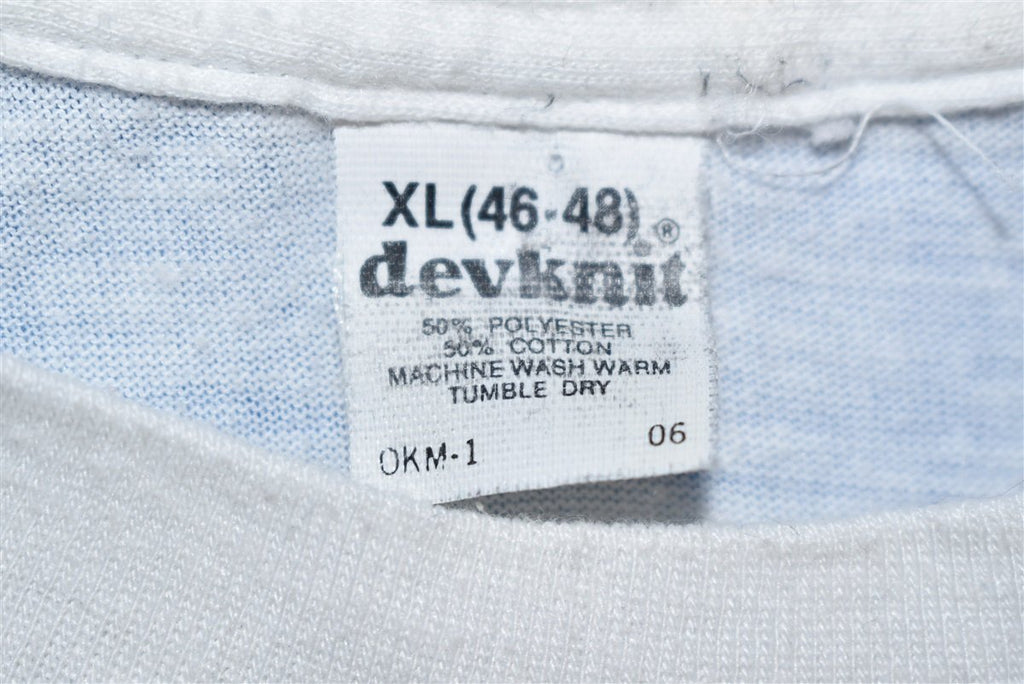 XL (46-48)
devknit®
50% POLYESTER
50% COTTON
MACHINE WASH WARM
TUMBLE DRY
OKM-1 06